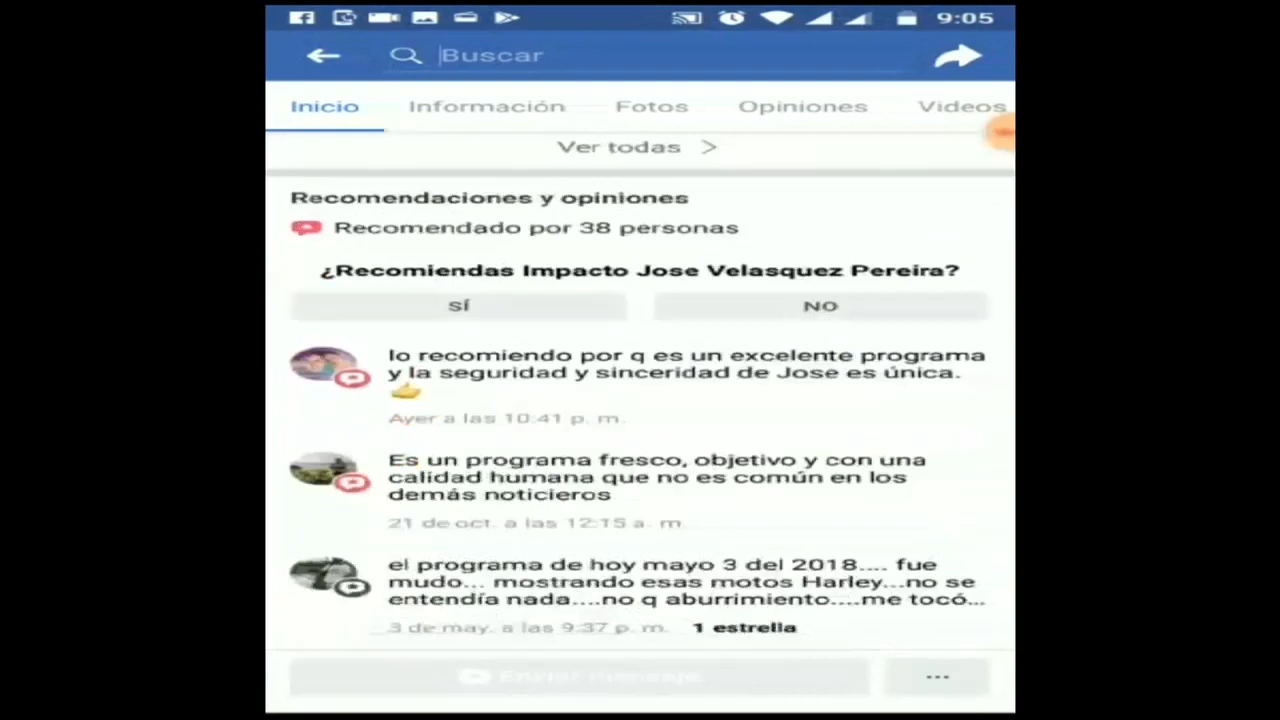 9:05
Buscar
Inicio Información Fotos Opiniones Videos
Ver todas >
Recomendaciones y opiniones
Recomendado por 38 personas
¿Recomiendas Impacto Jose Velasquez Pereira?
SÍ NO
lo recomiendo por q es un excelente programa
y la seguridad y sinceridad de Jose es única.
👍
Ayer a las 10:41 p. m.
Es un programa fresco, objetivo y con una
calidad humana que no es común en los
demás noticieros
21 de oct. a las 12:15 a. m.
el programa de hoy mayo 3 del 2018.... fue
mudo... mostrando esas motos Harley...no se
entendía nada....no q aburrimiento....me tocó...
3 de may. a las 9:37 p. m. 1 estrella
Enviar mensaje ...